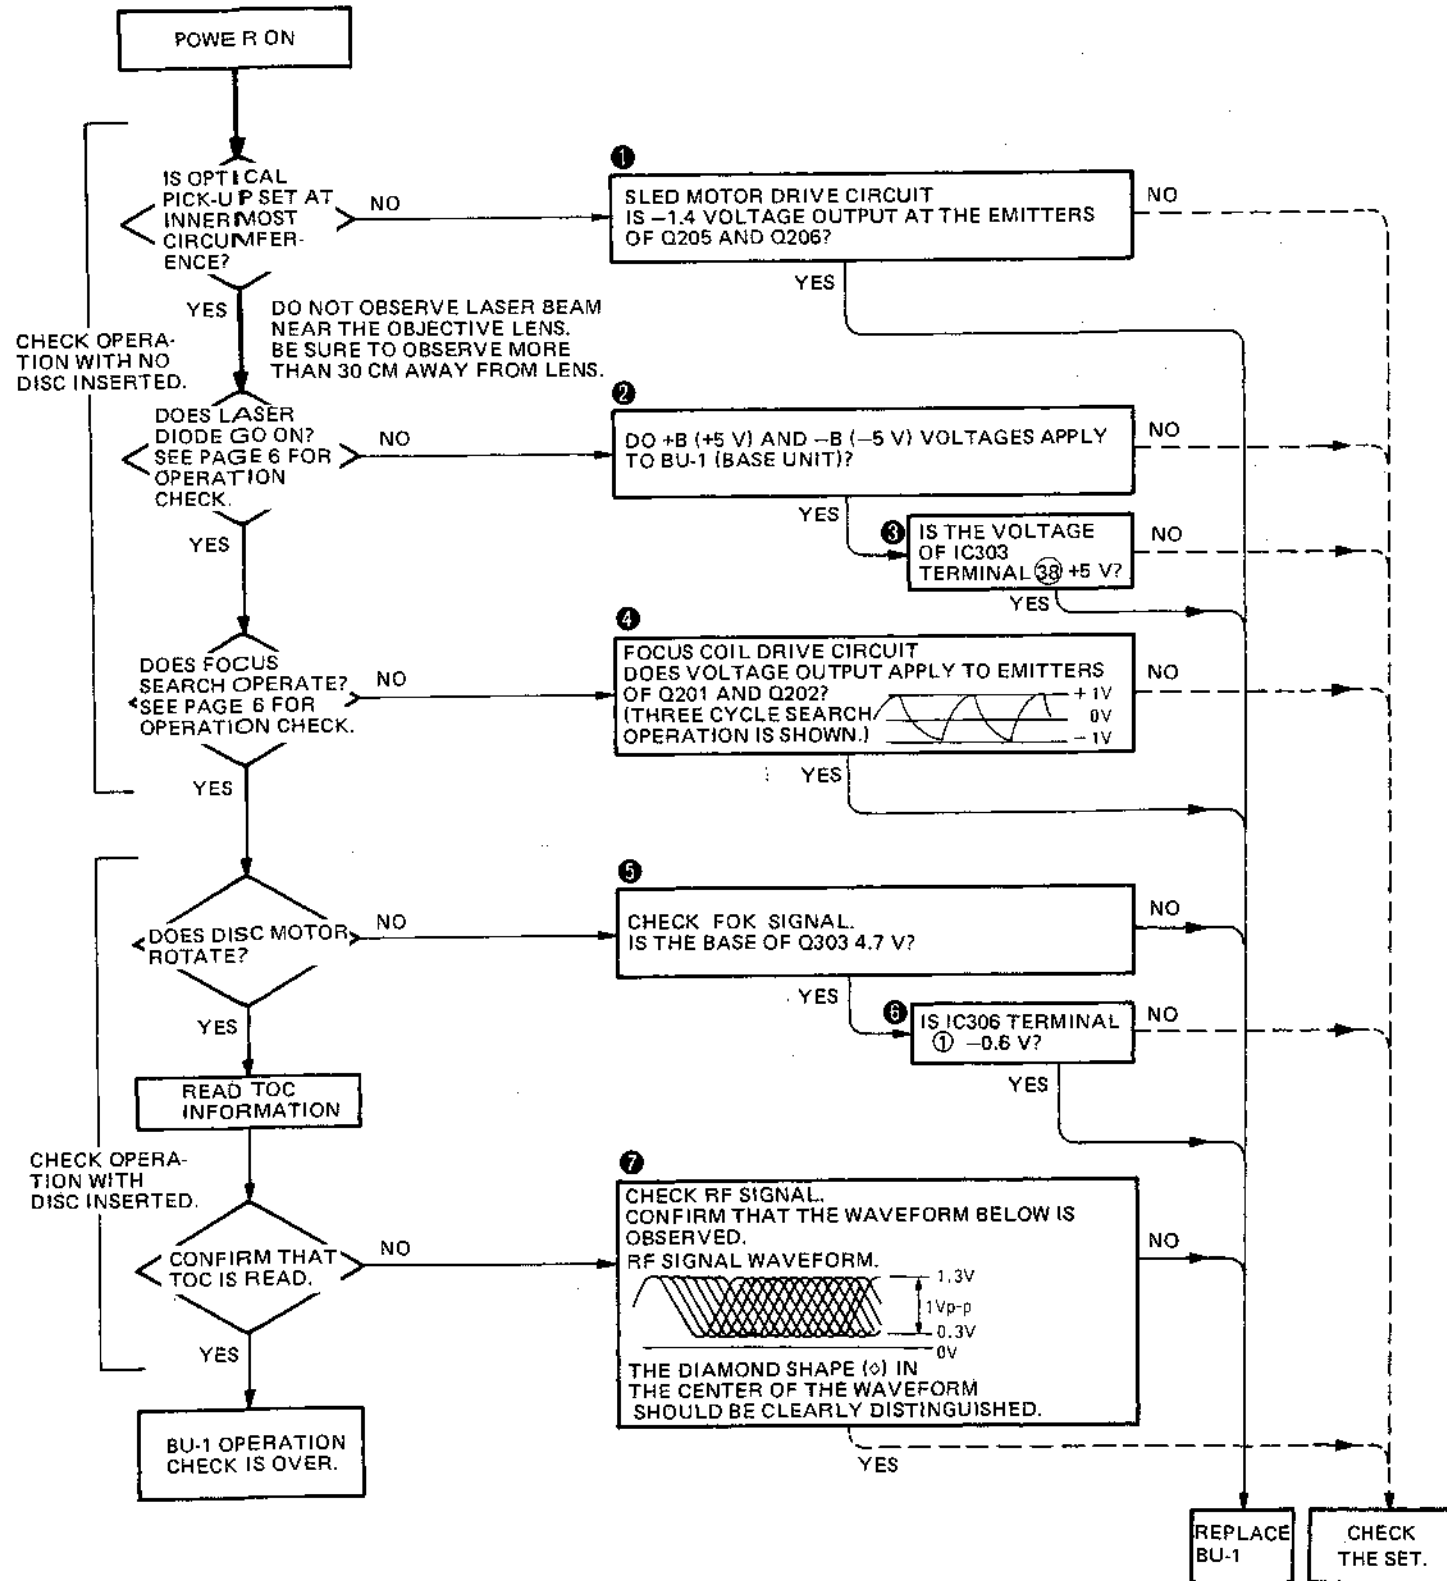 POWER ON
IS OPTICAL
PICK-UP SET AT
INNERMOST
CIRCUMFER-
ENCE?
NO
YES
❶
SLED MOTOR DRIVE CIRCUIT
IS −1.4 VOLTAGE OUTPUT AT THE EMITTERS
OF Q205 AND Q206?
NO
YES
DO NOT OBSERVE LASER BEAM
NEAR THE OBJECTIVE LENS.
BE SURE TO OBSERVE MORE
THAN 30 CM AWAY FROM LENS.
CHECK OPERA-
TION WITH NO
DISC INSERTED.
DOES LASER
DIODE GO ON?
SEE PAGE 6 FOR
OPERATION
CHECK.
NO
YES
❷
DO +B (+5 V) AND −B (−5 V) VOLTAGES APPLY
TO BU-1 (BASE UNIT)?
NO
YES
❸
IS THE VOLTAGE
OF IC303
TERMINAL ㊳ +5 V?
NO
YES
DOES FOCUS
SEARCH OPERATE?
SEE PAGE 6 FOR
OPERATION CHECK.
NO
YES
❹
FOCUS COIL DRIVE CIRCUIT
DOES VOLTAGE OUTPUT APPLY TO EMITTERS
OF Q201 AND Q202?
(THREE CYCLE SEARCH
OPERATION IS SHOWN.)
+1V
0V
−1V
NO
YES
DOES DISC MOTOR
ROTATE?
NO
YES
❺
CHECK FOK SIGNAL.
IS THE BASE OF Q303 4.7 V?
NO
YES
❻
IS IC306 TERMINAL
① −0.6 V?
NO
YES
READ TOC
INFORMATION
CHECK OPERA-
TION WITH
DISC INSERTED.
CONFIRM THAT
TOC IS READ.
NO
YES
❼
CHECK RF SIGNAL.
CONFIRM THAT THE WAVEFORM BELOW IS
OBSERVED.
RF SIGNAL WAVEFORM.
1.3V
1Vp-p
0.3V
0V
THE DIAMOND SHAPE (◇) IN
THE CENTER OF THE WAVEFORM
SHOULD BE CLEARLY DISTINGUISHED.
NO
YES
BU-1 OPERATION
CHECK IS OVER.
REPLACE
BU-1
CHECK
THE SET.